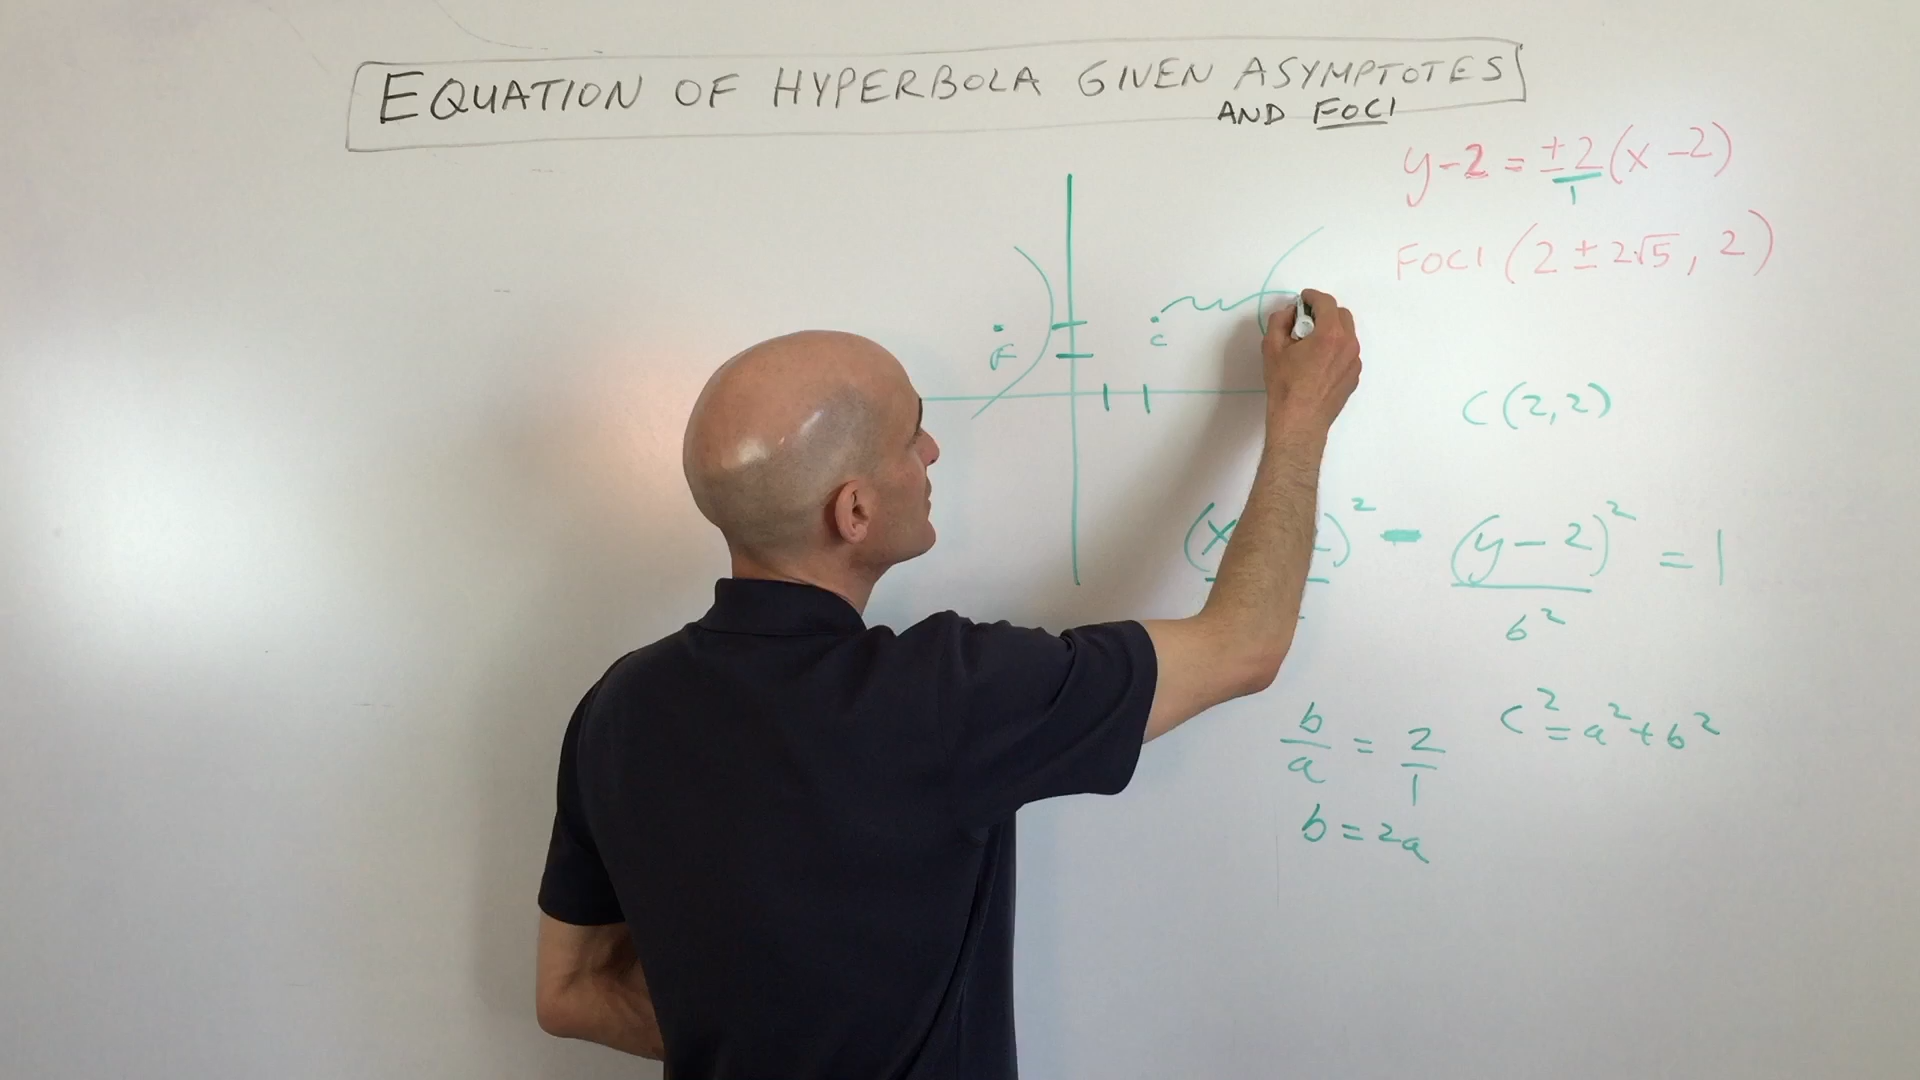 EQUATION OF HYPERBOLA GIVEN ASYMPTOTES
AND FOCI
y-2 = ±2/1 (x-2)
FOCI (2 ± 2√5, 2)
F
C
C(2,2)
(x )² - (y-2)²/b² = 1
b/a = 2/1
c² = a² + b²
b = 2a